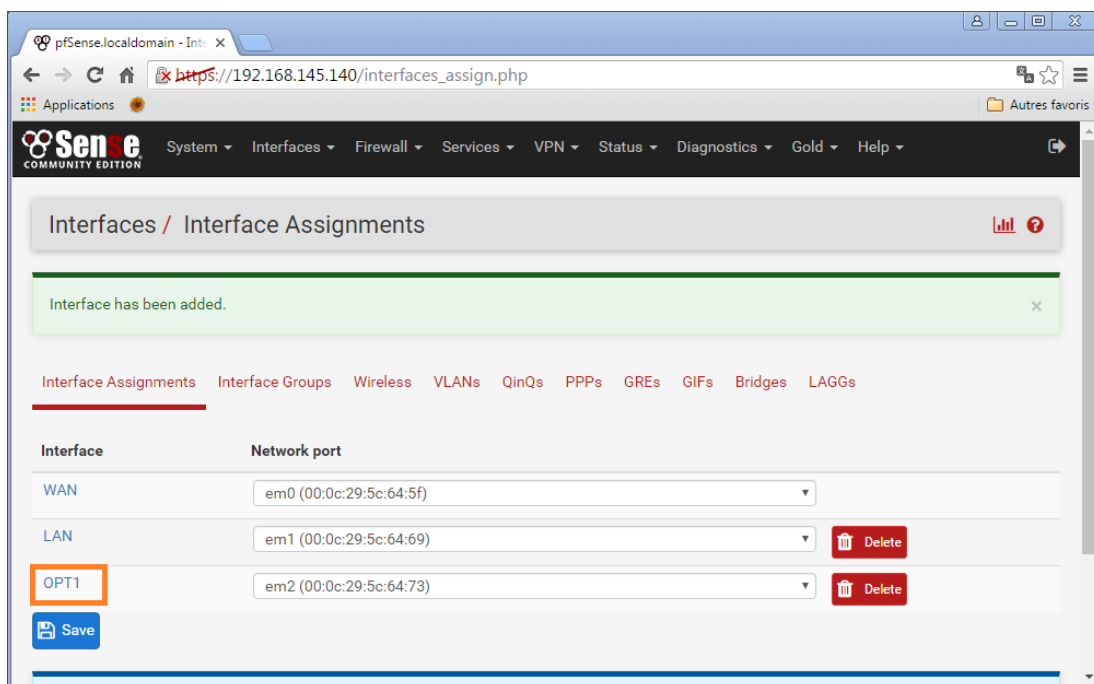 pfSense.localdomain - Inte
https://192.168.145.140/interfaces_assign.php
Applications
Autres favoris
Sense
COMMUNITY EDITION
System Interfaces Firewall Services VPN Status Diagnostics Gold Help
Interfaces / Interface Assignments
Interface has been added.
Interface Assignments Interface Groups Wireless VLANs QinQs PPPs GREs GIFs Bridges LAGGs
Interface Network port
WAN em0 (00:0c:29:5c:64:5f)
LAN em1 (00:0c:29:5c:64:69) Delete
OPT1 em2 (00:0c:29:5c:64:73) Delete
Save